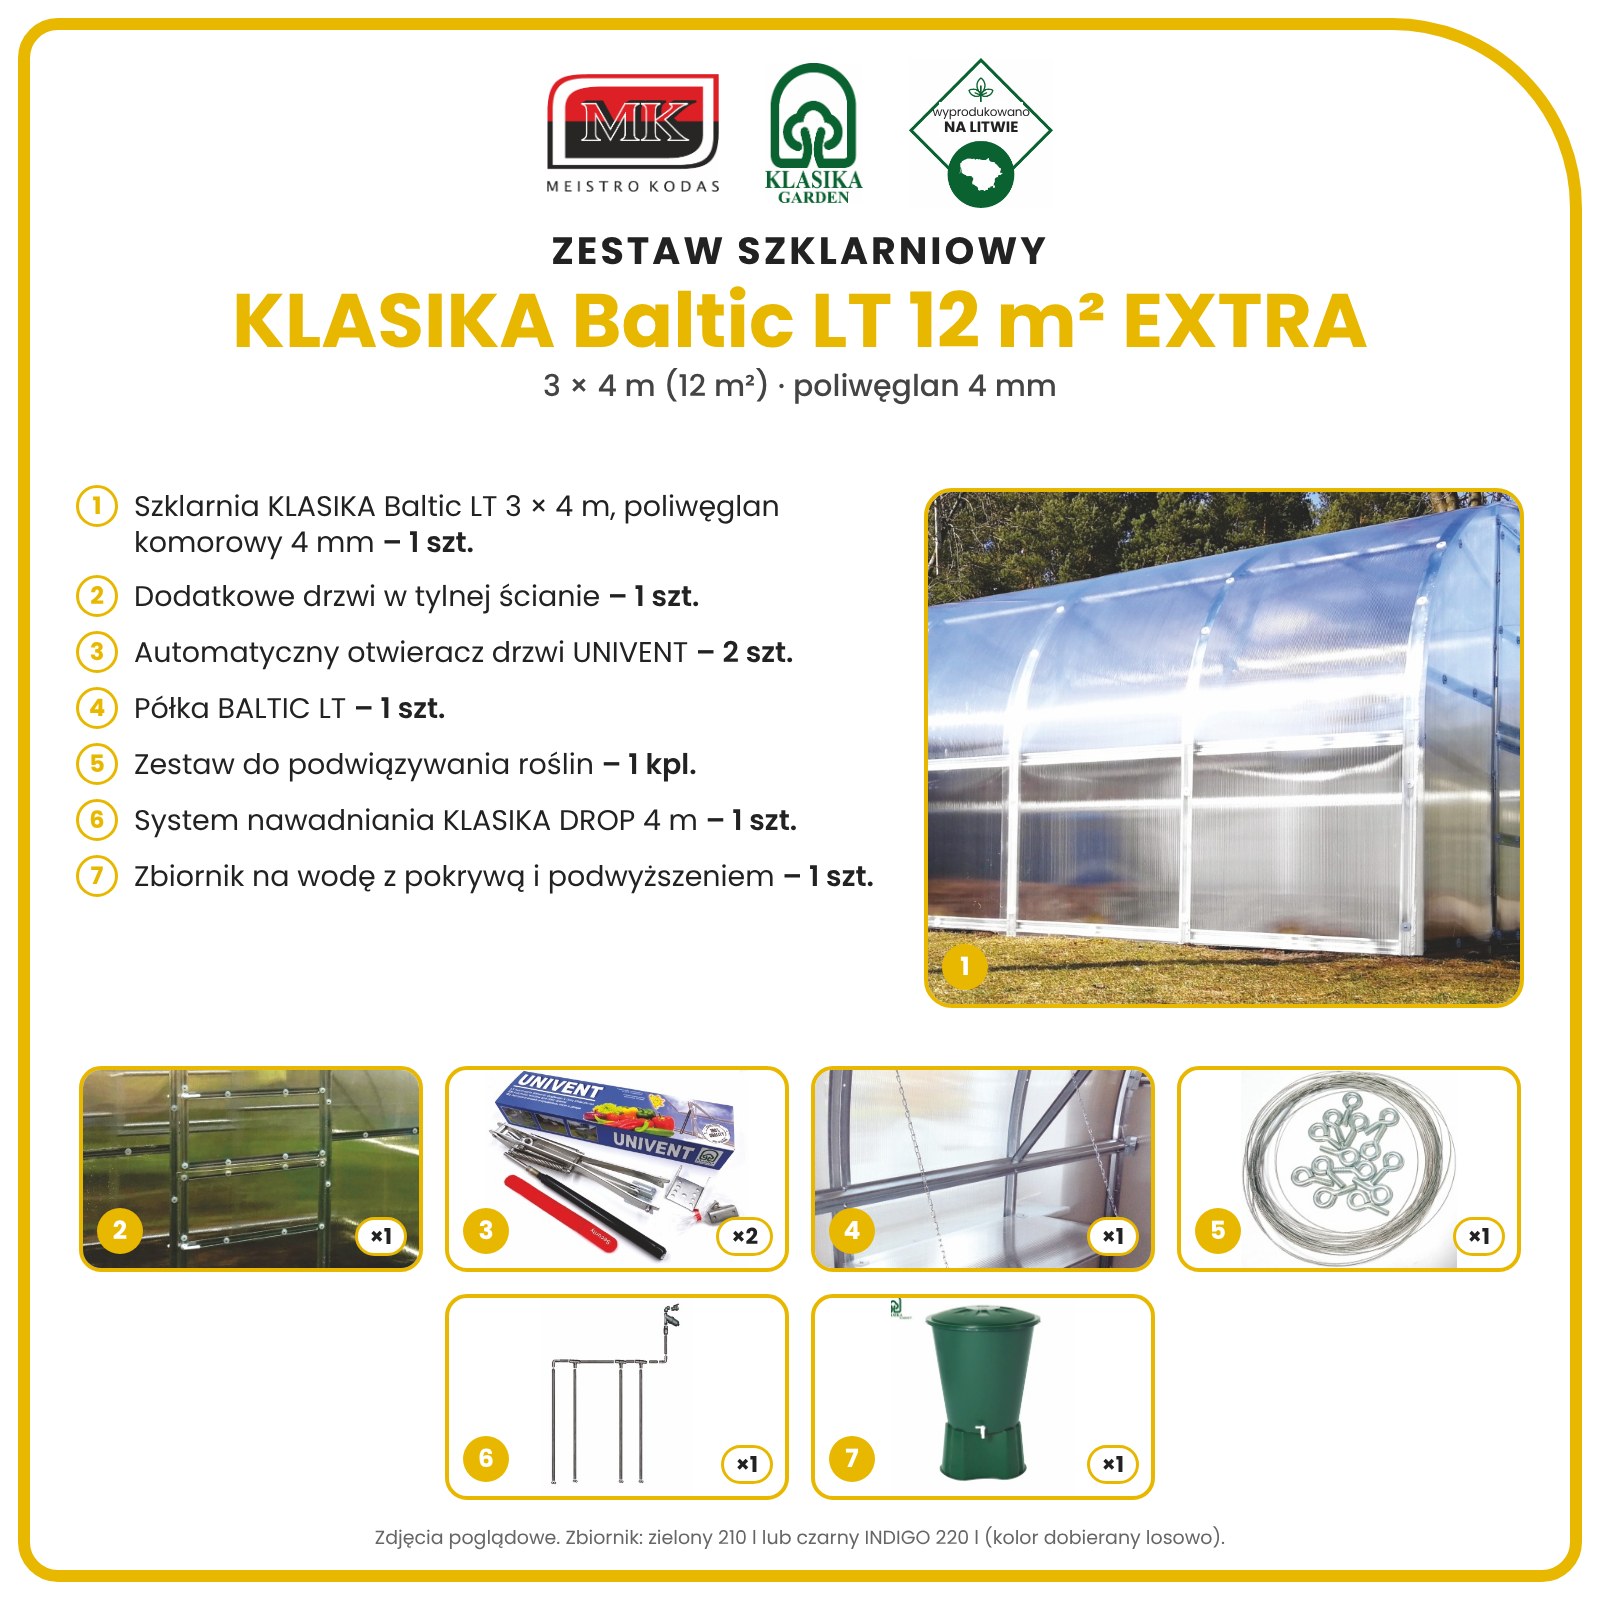 MK
MEISTRO KODAS
KLASIKA
GARDEN
wyprodukowano
NA LITWIE
ZESTAW SZKLARNIOWY
KLASIKA Baltic LT 12 m² EXTRA
3 × 4 m (12 m²) · poliwęglan 4 mm
1 Szklarnia KLASIKA Baltic LT 3 × 4 m, poliwęglan
komorowy 4 mm – 1 szt.
2 Dodatkowe drzwi w tylnej ścianie – 1 szt.
3 Automatyczny otwieracz drzwi UNIVENT – 2 szt.
4 Półka BALTIC LT – 1 szt.
5 Zestaw do podwiązywania roślin – 1 kpl.
6 System nawadniania KLASIKA DROP 4 m – 1 szt.
7 Zbiornik na wodę z pokrywą i podwyższeniem – 1 szt.
1
2
×1
UNIVENT
UNIVENT
Security
3
×2
4
×1
5
×1
6
×1
7
×1
Zdjęcia poglądowe. Zbiornik: zielony 210 l lub czarny INDIGO 220 l (kolor dobierany losowo).